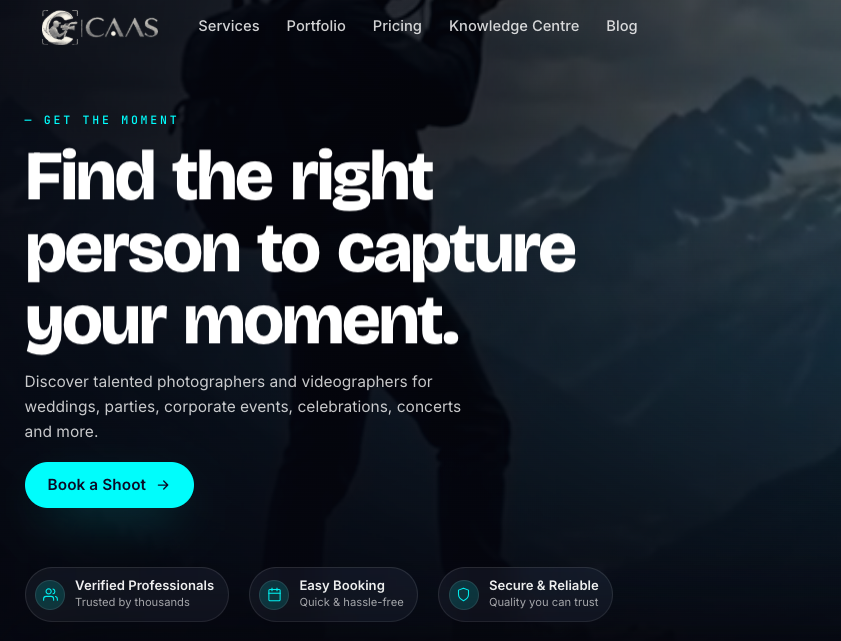 CAAS
Services Portfolio Pricing Knowledge Centre Blog
— GET THE MOMENT
Find the right
person to capture
your moment.
Discover talented photographers and videographers for
weddings, parties, corporate events, celebrations, concerts
and more.
Book a Shoot →
Verified Professionals
Trusted by thousands
Easy Booking
Quick & hassle-free
Secure & Reliable
Quality you can trust